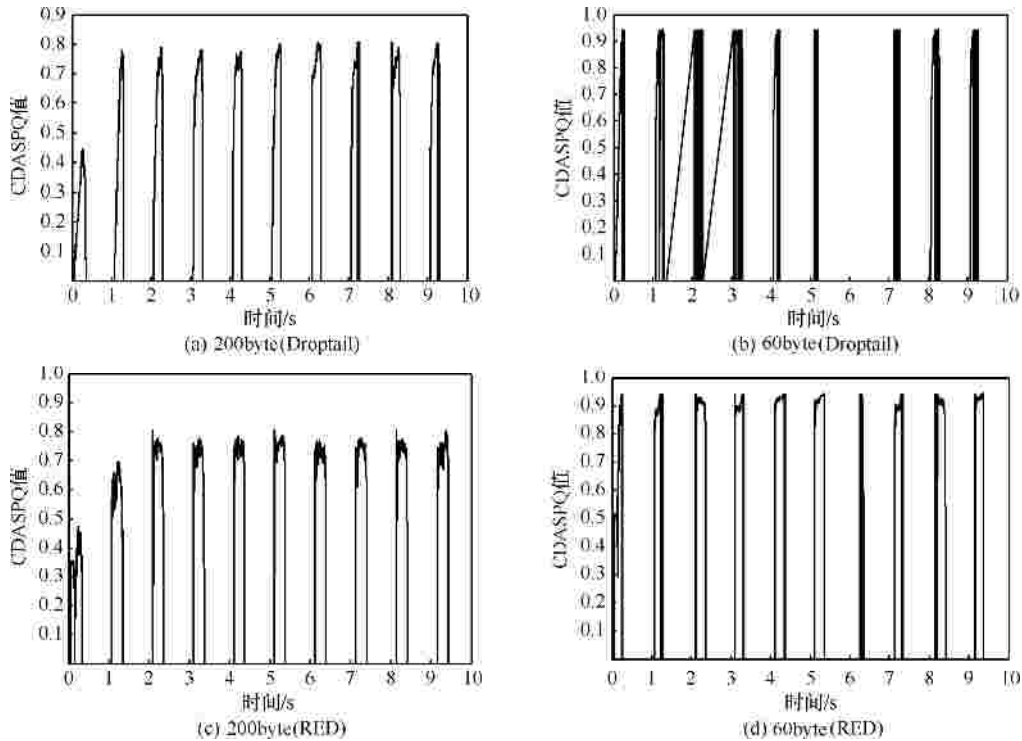 0.9
0.8
0.7
0.6
0.5
0.4
0.3
0.2
0.1
CDASPQ值
0 1 2 3 4 5 6 7 8 9 10
时间/s
(a) 200byte(Droptail)
1.0
0.9
0.8
0.7
0.6
0.5
0.4
0.3
0.2
0.1
CDASPQ值
0 1 2 3 4 5 6 7 8 9 10
时间/s
(b) 60byte(Droptail)
1.0
0.9
0.8
0.7
0.6
0.5
0.4
0.3
0.2
0.1
CDASPQ值
0 1 2 3 4 5 6 7 8 9 10
时间/s
(c) 200byte(RED)
1.0
0.9
0.8
0.7
0.6
0.5
0.4
0.3
0.2
0.1
CDASPQ值
0 1 2 3 4 5 6 7 8 9 10
时间/s
(d) 60byte(RED)